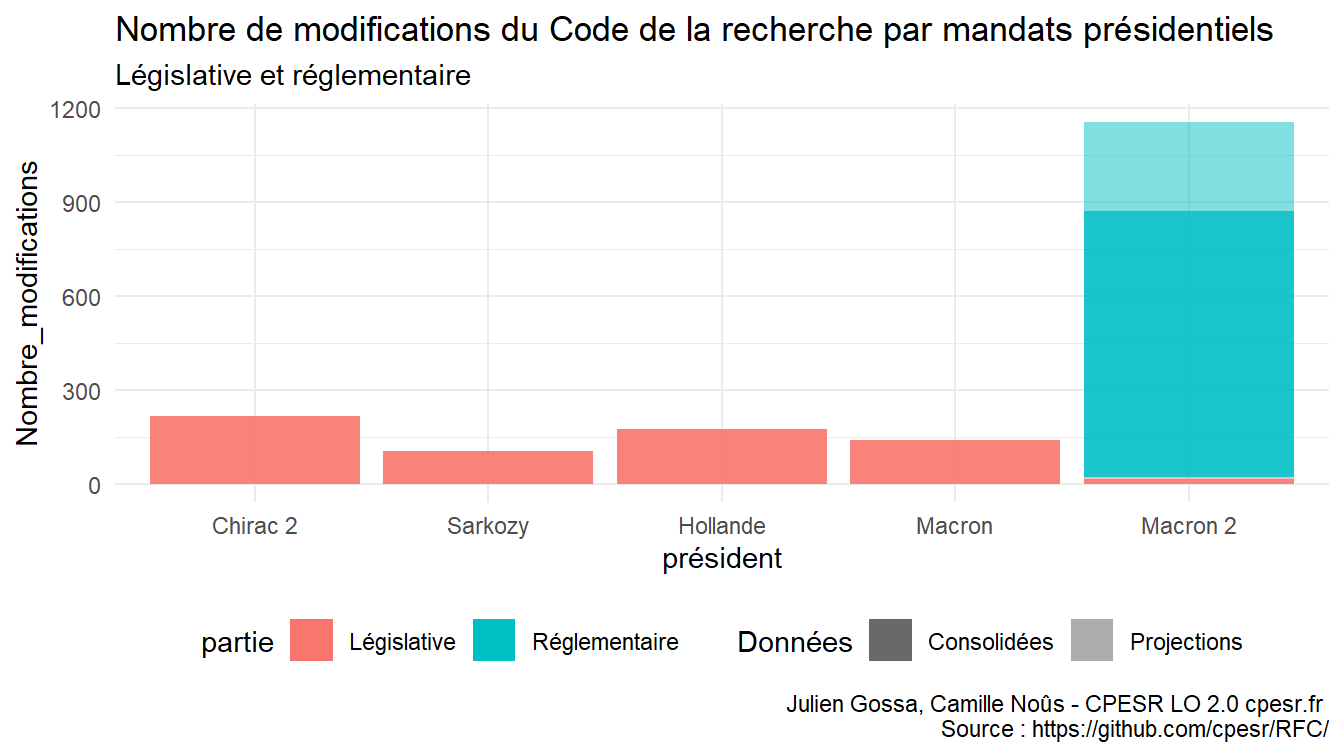 Nombre de modifications du Code de la recherche par mandats présidentiels
Législative et réglementaire
Nombre_modifications
1200
900
600
300
0
Chirac 2
Sarkozy
Hollande
Macron
Macron 2
président
partie
Législative
Réglementaire
Données
Consolidées
Projections
Julien Gossa, Camille Noûs - CPESR LO 2.0 cpesr.fr
Source : https://github.com/cpesr/RFC/